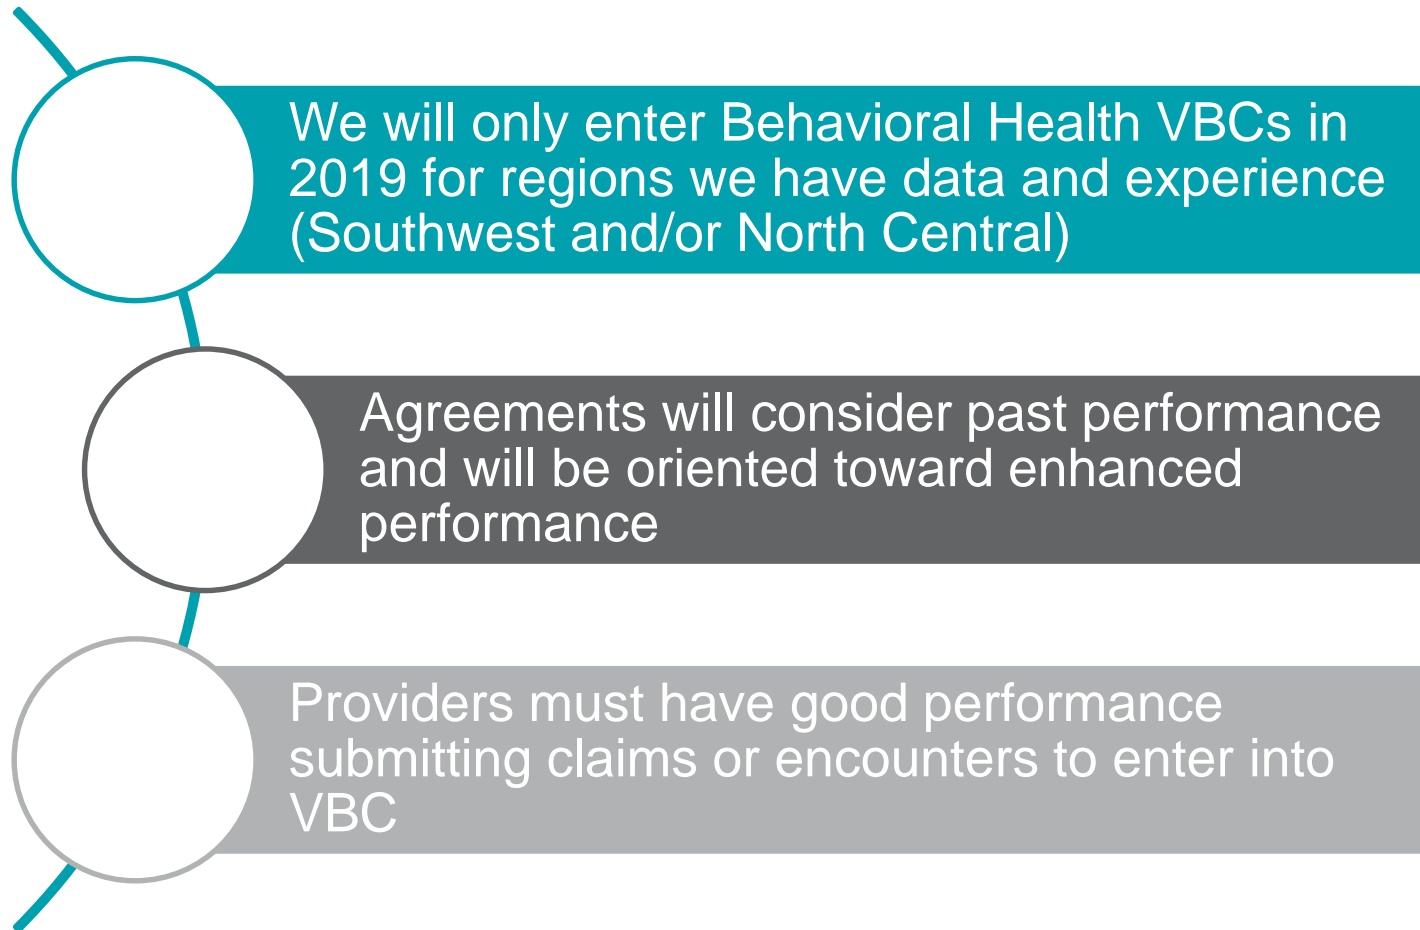 We will only enter Behavioral Health VBCs in
2019 for regions we have data and experience
(Southwest and/or North Central)
Agreements will consider past performance
and will be oriented toward enhanced
performance
Providers must have good performance
submitting claims or encounters to enter into
VBC